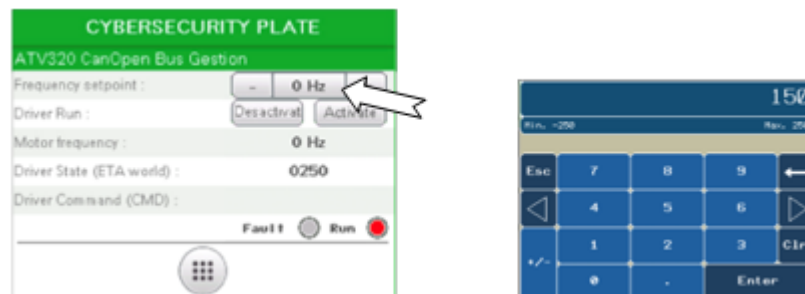 CYBERSECURITY PLATE
ATV320 CanOpen Bus Gestion
Frequency setpoint :
- 0 Hz
Driver Run :
Desactivat Activate
Motor frequency :
0 Hz
Driver State (ETA world) :
0250
Driver Command (CMD) :
Fault Run
150
Min. -250 Max. 250
Esc 7 8 9
4 5 6
+/- 1 2 3 Clr
0 . Enter